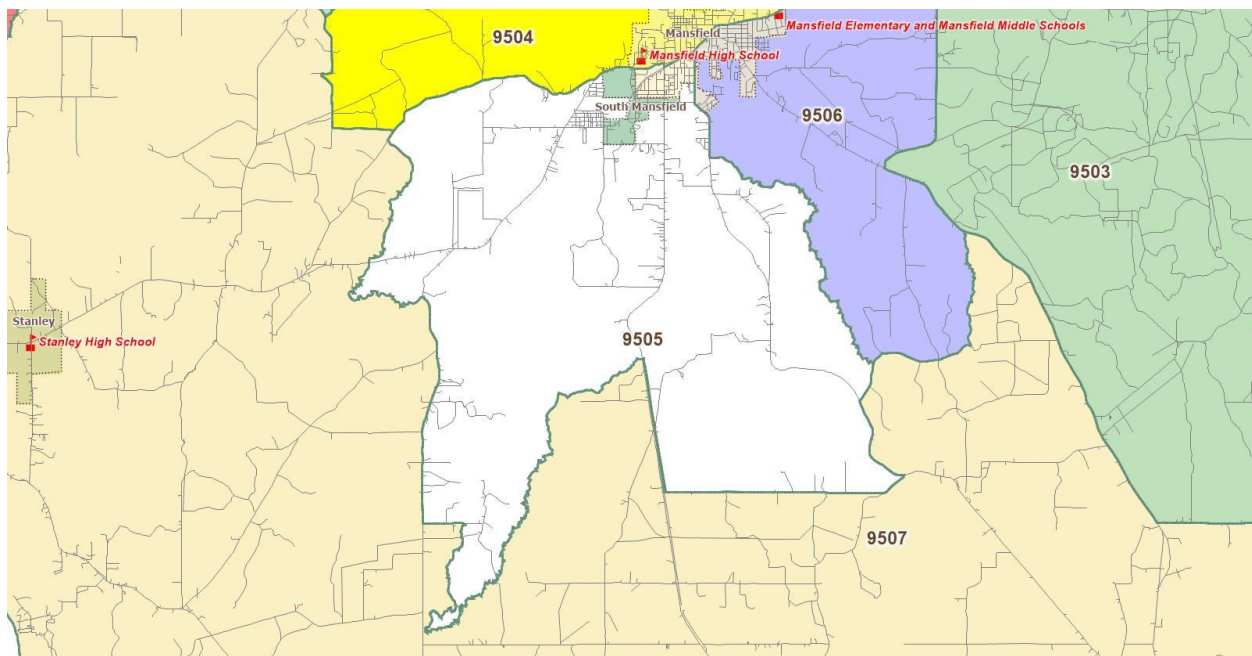 Mansfield Elementary and Mansfield Middle Schools
9504
Mansfield
Mansfield High School
South Mansfield
9506
9503
Stanley
Stanley High School
9505
9507